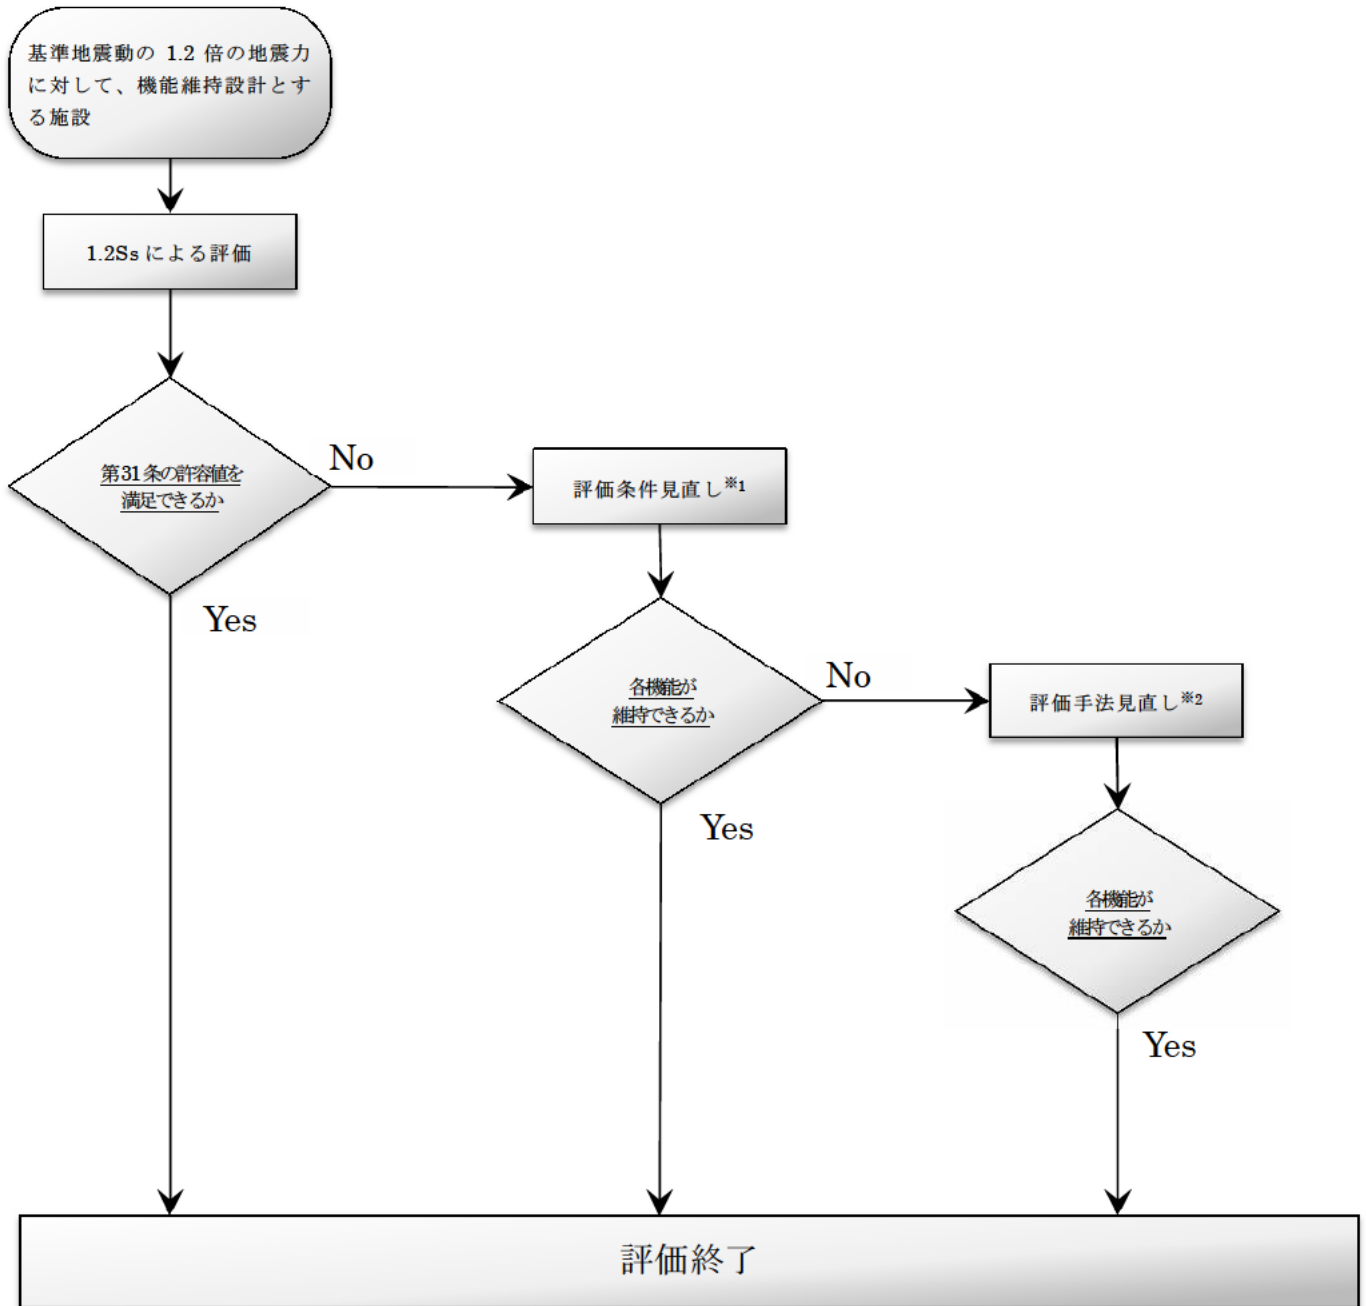 基準地震動の 1.2 倍の地震力
に対して、機能維持設計とす
る施設
1.2Ss による評価
第31条の許容値を
満足できるか
No
Yes
評価条件見直し※1
各機能が
維持できるか
No
Yes
評価手法見直し※2
各機能が
維持できるか
Yes
評価終了